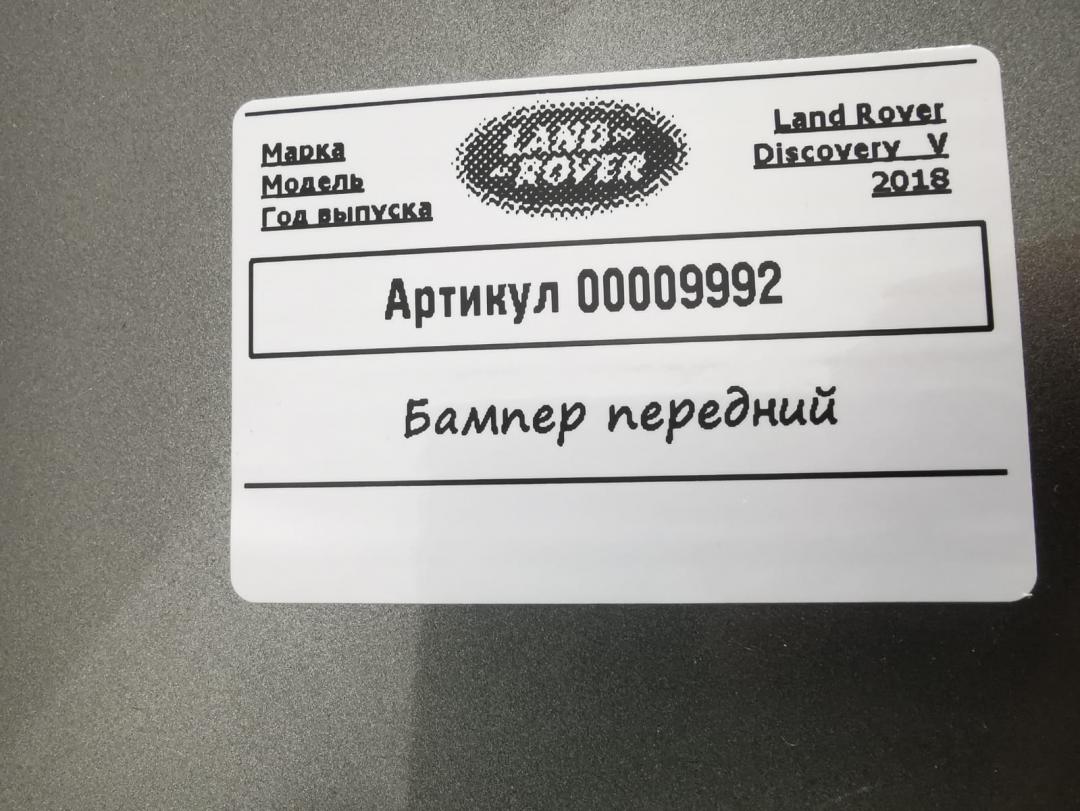 Марка
Модель
Год выпуска
LAND-
-ROVER
Land Rover
Discovery V
2018
Артикул 00009992
Бампер передний